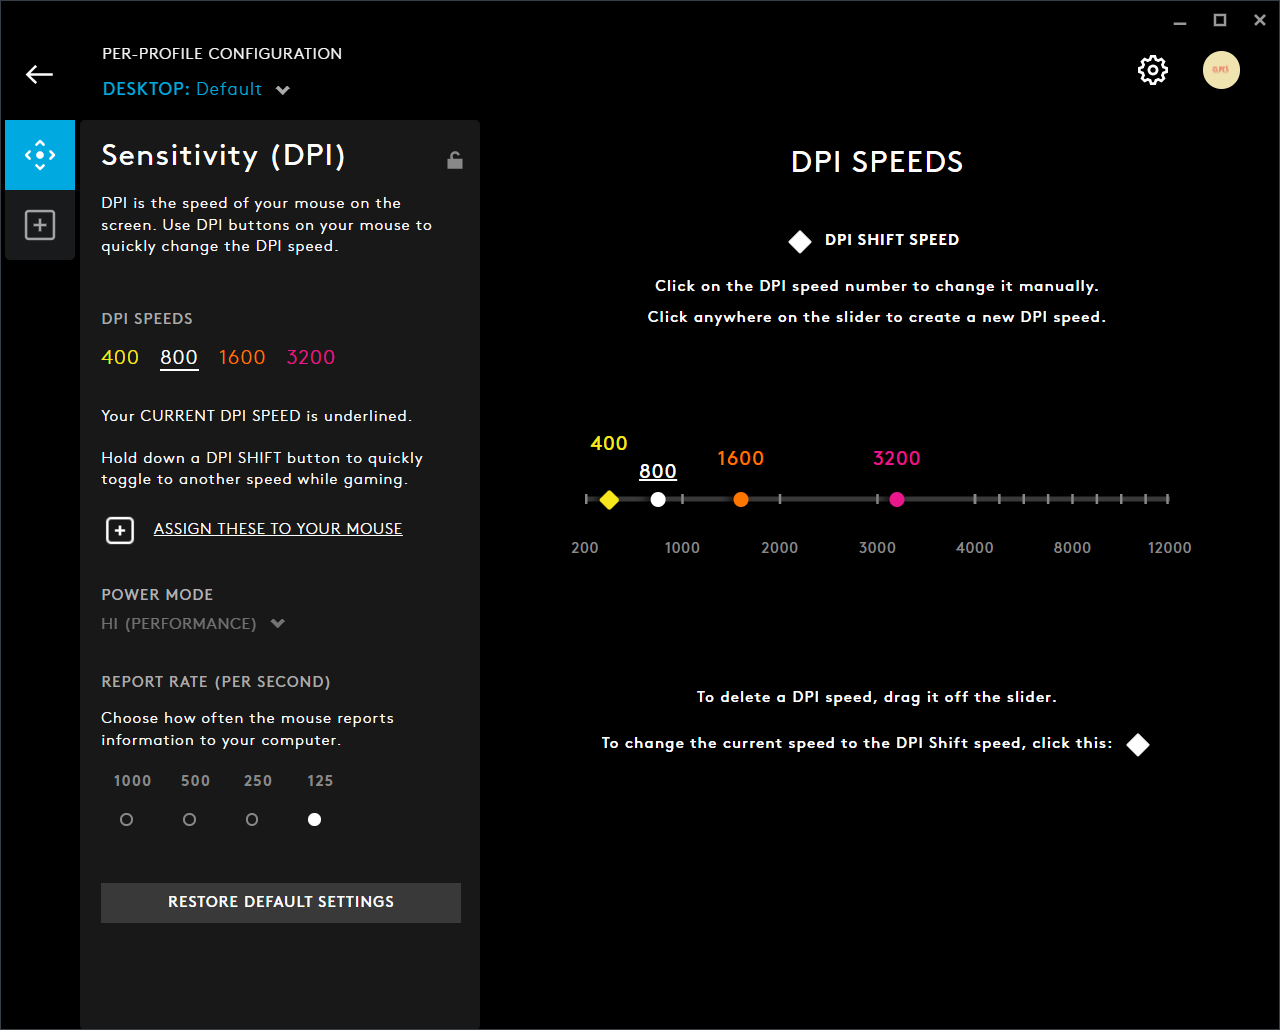 PER-PROFILE CONFIGURATION
DESKTOP: Default
Sensitivity (DPI)
DPI is the speed of your mouse on the
screen. Use DPI buttons on your mouse to
quickly change the DPI speed.
DPI SPEEDS
400 800 1600 3200
Your CURRENT DPI SPEED is underlined.
Hold down a DPI SHIFT button to quickly
toggle to another speed while gaming.
ASSIGN THESE TO YOUR MOUSE
POWER MODE
HI (PERFORMANCE)
REPORT RATE (PER SECOND)
Choose how often the mouse reports
information to your computer.
1000 500 250 125
RESTORE DEFAULT SETTINGS
DPI SPEEDS
DPI SHIFT SPEED
Click on the DPI speed number to change it manually.
Click anywhere on the slider to create a new DPI speed.
400 800 1600 3200
200 1000 2000 3000 4000 8000 12000
To delete a DPI speed, drag it off the slider.
To change the current speed to the DPI Shift speed, click this: